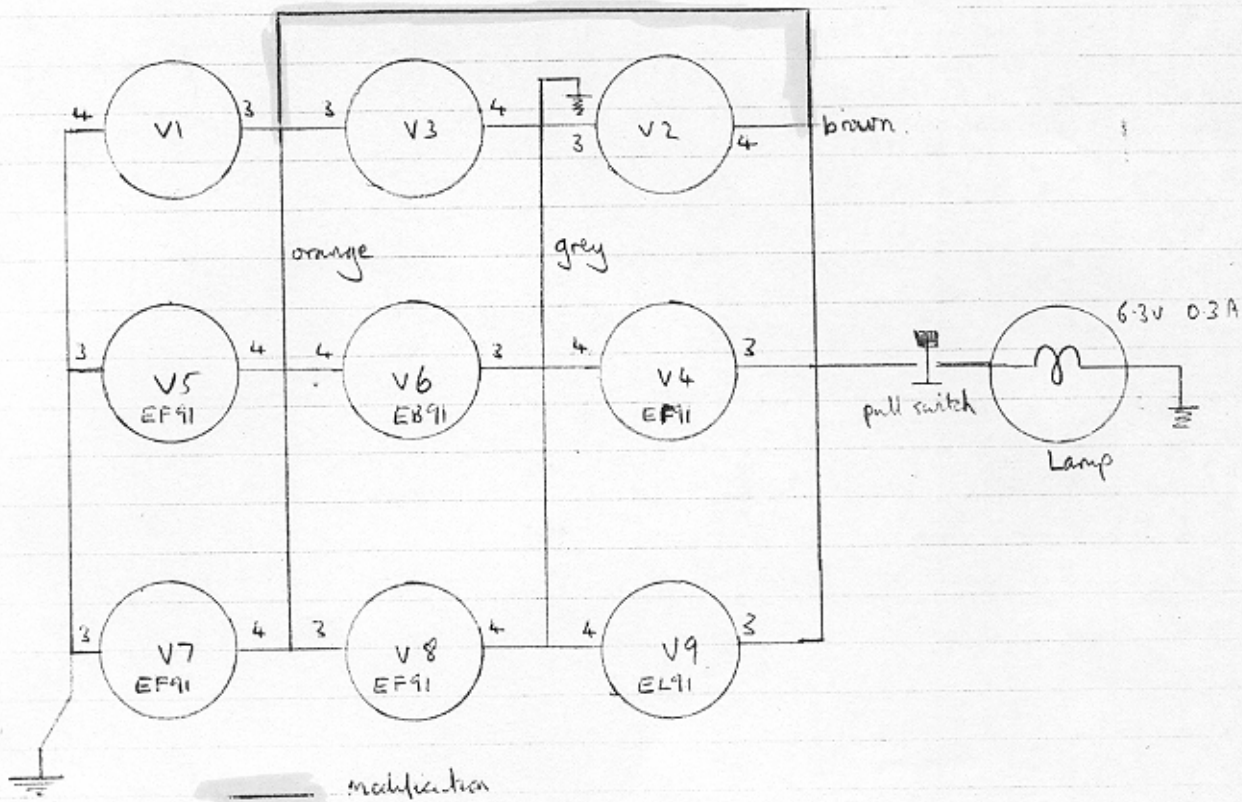 4 V1 3 3 V3 4 3 V2 4 brown.
orange grey
6.3V 0.3A
3 V5 4 4 V6 3 4 V4 3
EF91 EB91 EF91
pull switch
Lamp
3 V7 4 3 V8 4 4 V9 3
EF91 EF91 EL91
modification